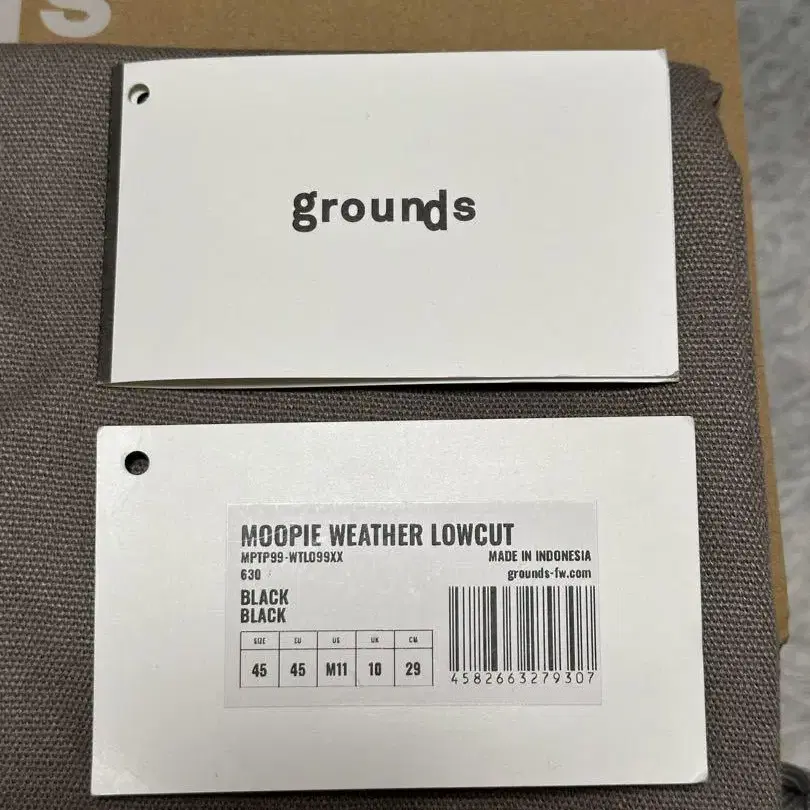 grounds
MOOPIE WEATHER LOWCUT
MPTP99-WTL099XX
MADE IN INDONESIA
630
grounds-fw.com
BLACK
BLACK
SIZE EU US UK CM
45 45 M11 10 29
4582663279307